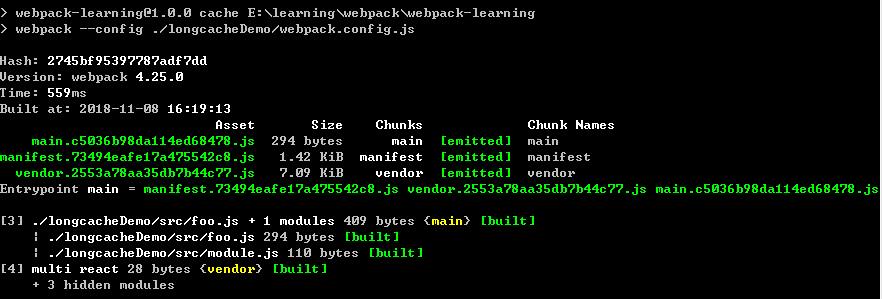 > webpack-learning@1.0.0 cache E:\learning\webpack\webpack-learning
> webpack --config ./longcacheDemo/webpack.config.js
Hash: 2745bf95397787adf7dd
Version: webpack 4.25.0
Time: 559ms
Built at: 2018-11-08 16:19:13
Asset Size Chunks Chunk Names
main.c5036b98da114ed68478.js 294 bytes main [emitted] main
manifest.73494eafe17a475542c8.js 1.42 KiB manifest [emitted] manifest
vendor.2553a78aa35db7b44c77.js 7.09 KiB vendor [emitted] vendor
Entrypoint main = manifest.73494eafe17a475542c8.js vendor.2553a78aa35db7b44c77.js main.c5036b98da114ed68478.js
[3] ./longcacheDemo/src/foo.js + 1 modules 409 bytes {main} [built]
| ./longcacheDemo/src/foo.js 294 bytes [built]
| ./longcacheDemo/src/module.js 110 bytes [built]
[4] multi react 28 bytes {vendor} [built]
+ 3 hidden modules